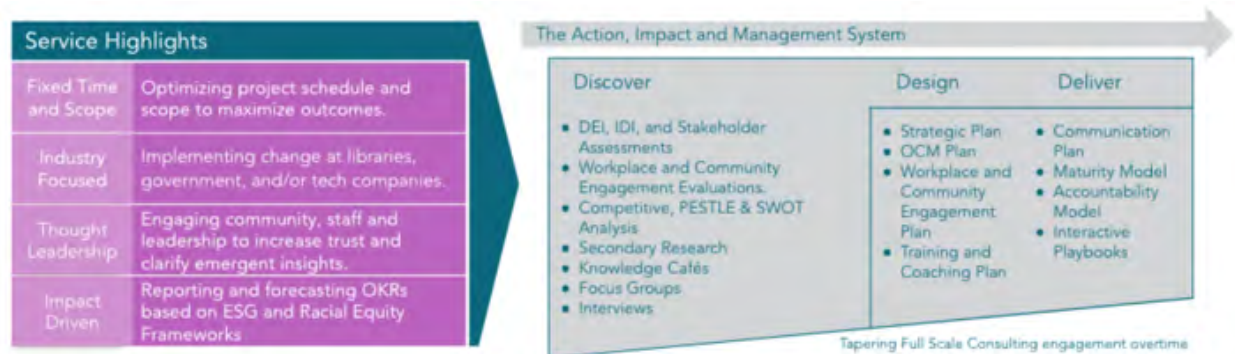 Service Highlights
Fixed Time
and Scope
Optimizing project schedule and
scope to maximize outcomes.
Industry
Focused
Implementing change at libraries,
government, and/or tech companies.
Thought
Leadership
Engaging community, staff and
leadership to increase trust and
clarify emergent insights.
Impact
Driven
Reporting and forecasting OKRs
based on ESG and Racial Equity
Frameworks
The Action, Impact and Management System
Discover
▪ DEI, IDI, and Stakeholder
Assessments
▪ Workplace and Community
Engagement Evaluations.
▪ Competitive, PESTLE & SWOT
Analysis
▪ Secondary Research
▪ Knowledge Cafés
▪ Focus Groups
▪ Interviews
Design
▪ Strategic Plan
▪ OCM Plan
▪ Workplace and
Community
Engagement
Plan
▪ Training and
Coaching Plan
Deliver
• Communication
Plan
• Maturity Model
• Accountability
Model
• Interactive
Playbooks
Tapering Full Scale Consulting engagement overtime